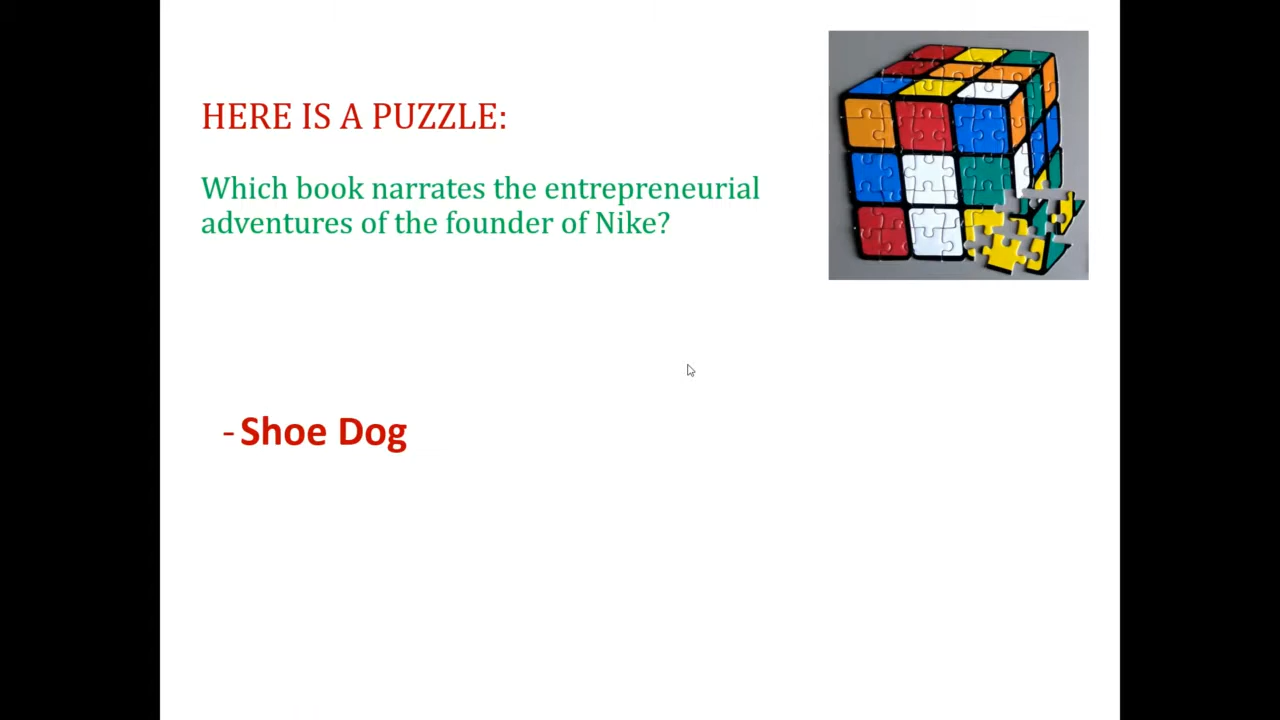 HERE IS A PUZZLE:
Which book narrates the entrepreneurial
adventures of the founder of Nike?
- Shoe Dog